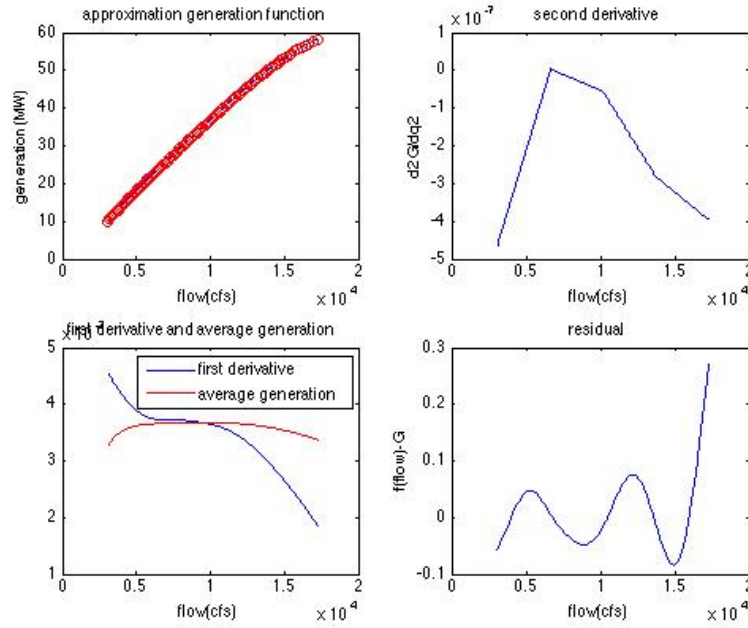 approximation generation function
60
50
40
30
20
10
0
generation (MW)
0 0.5 1 1.5 2
flow(cfs)
x 10^4
x 10^-7
second derivative
1
0
-1
-2
-3
-4
-5
d2G/dq2
0 0.5 1 1.5 2
flow(cfs)
x 10^4
first derivative and average generation
5
4
3
2
1
first derivative
average generation
0 0.5 1 1.5 2
flow(cfs)
x 10^4
residual
0.3
0.2
0.1
0
-0.1
f(flow)-G
0 0.5 1 1.5 2
flow(cfs)
x 10^4